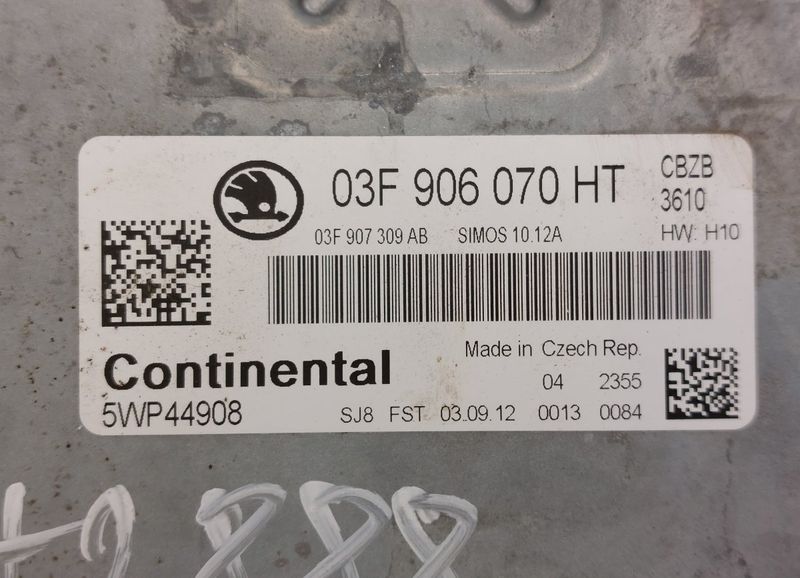 03F 906 070 HT CBZB
3610
03F 907 309 AB SIMOS 10.12A HW: H10
Made in Czech Rep.
Continental
04 2355
5WP44908 SJ8 FST 03.09.12 0013 0084
888